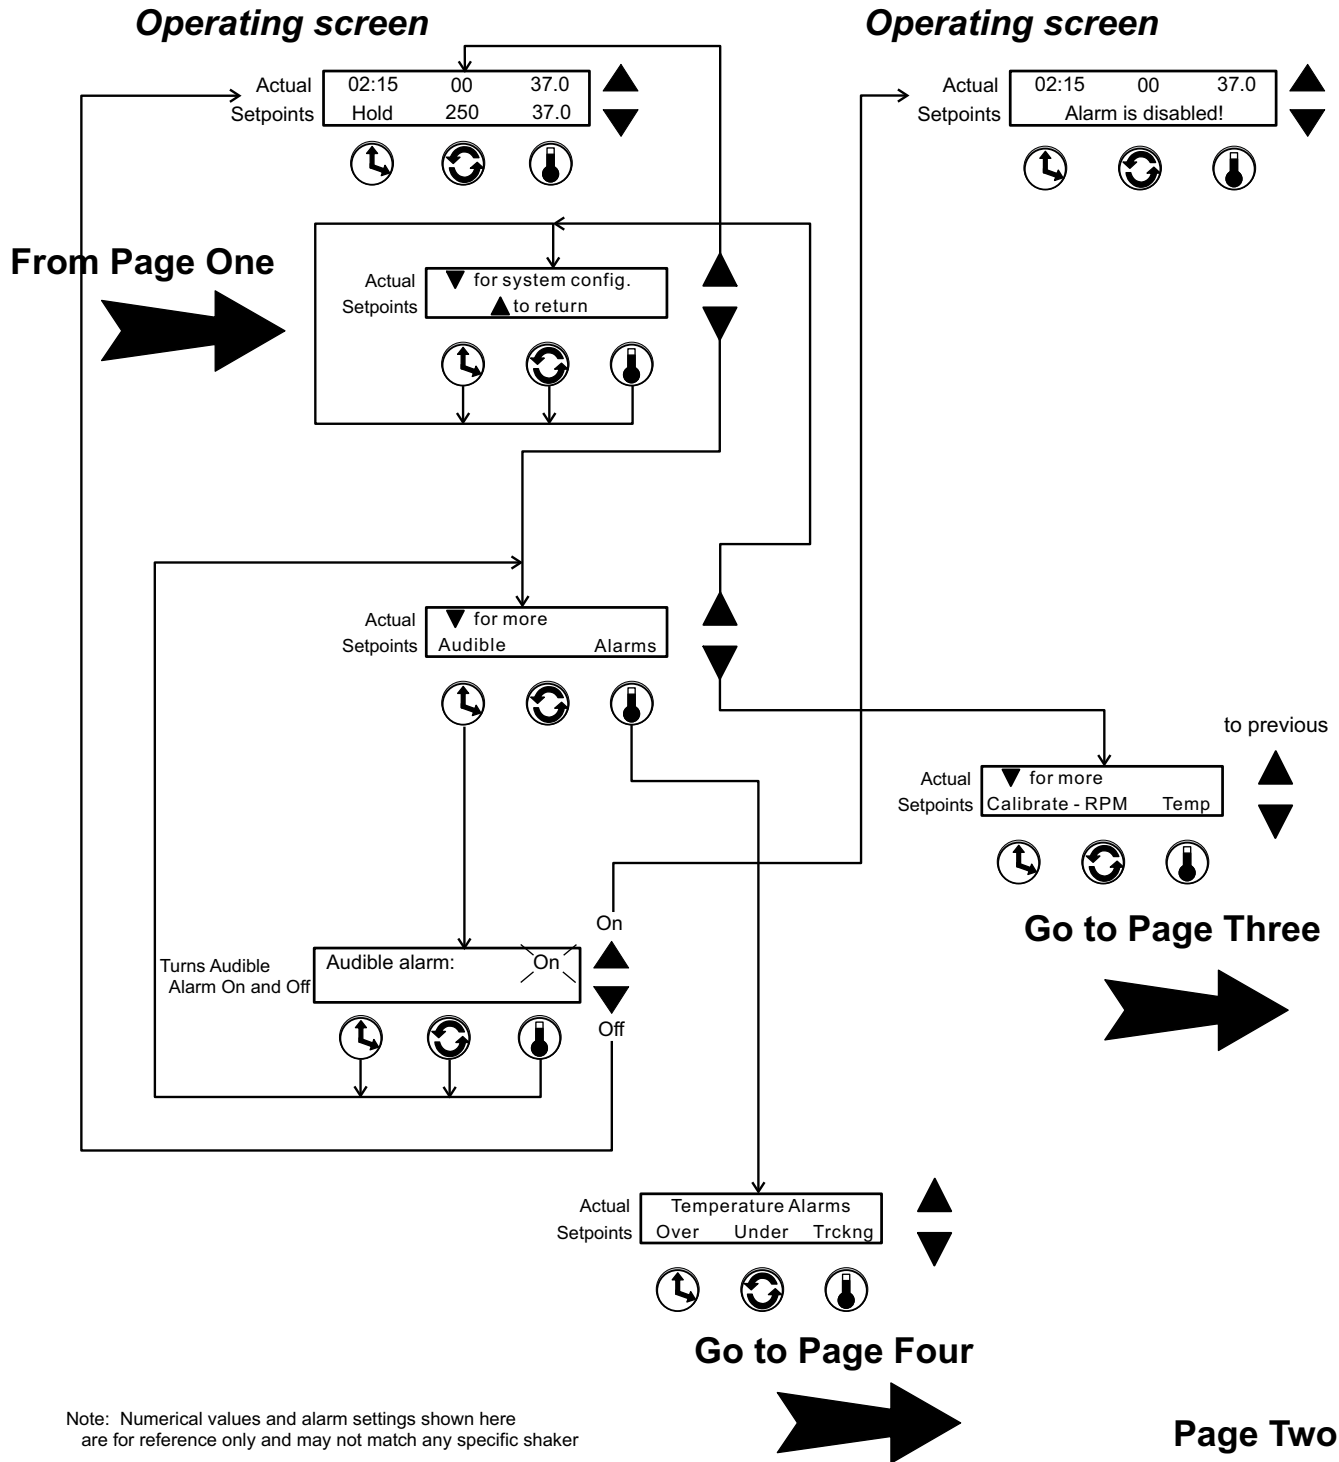 Operating screen
Operating screen
Actual 02:15 00 37.0
Setpoints Hold 250 37.0
Actual 02:15 00 37.0
Setpoints Alarm is disabled!
From Page One
Actual ▼ for system config.
Setpoints ▲ to return
Actual ▼ for more
Setpoints Audible Alarms
to previous
Actual ▼ for more
Setpoints Calibrate - RPM Temp
Go to Page Three
On
Turns Audible
Alarm On and Off
Audible alarm: On
Off
Actual Temperature Alarms
Setpoints Over Under Trckng
Go to Page Four
Note: Numerical values and alarm settings shown here
are for reference only and may not match any specific shaker
Page Two